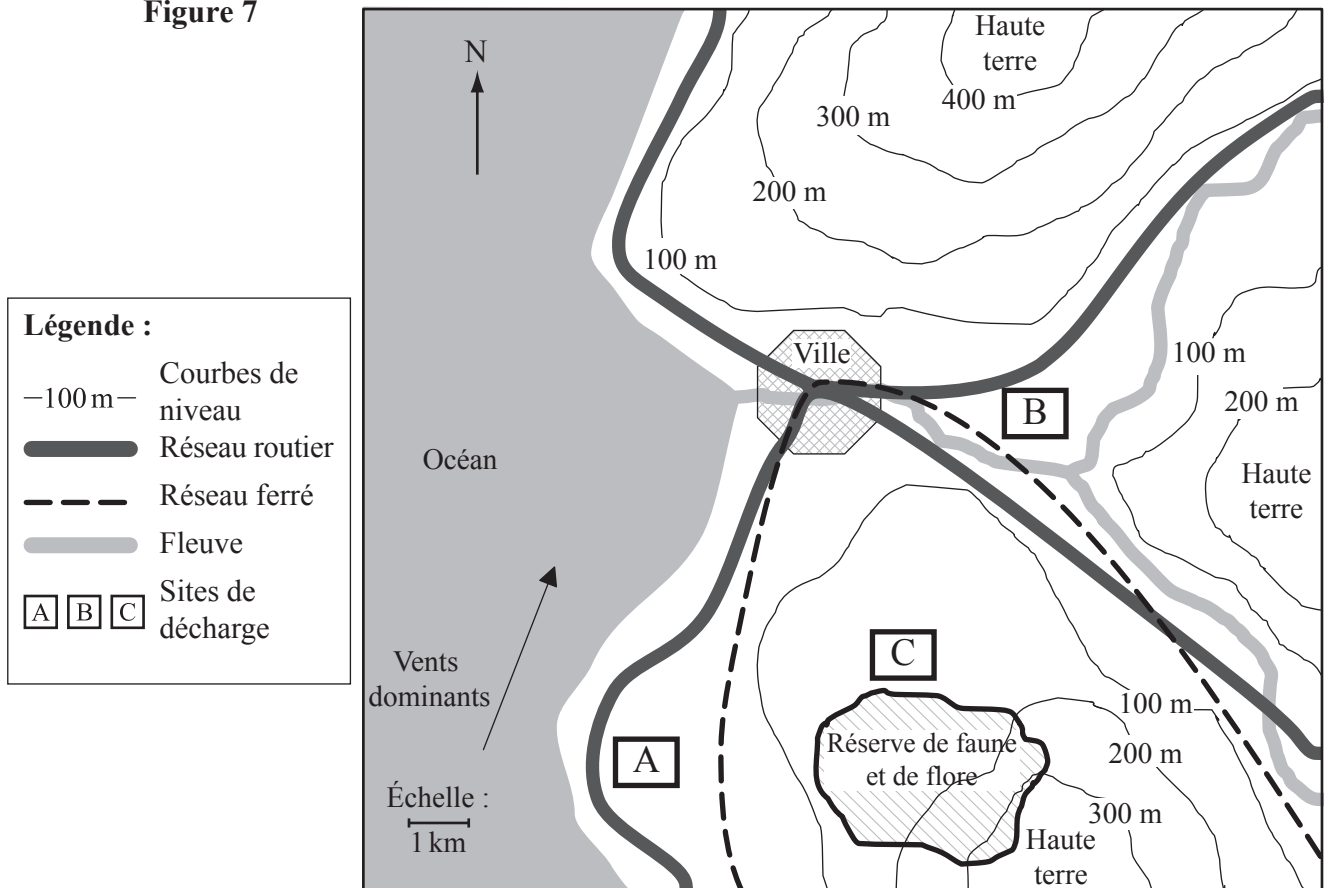 Figure 7
Légende :
100 m
Courbes de
niveau
Réseau routier
Réseau ferré
Fleuve
A B C
Sites de
décharge
N
Haute
terre
400 m
300 m
200 m
100 m
Ville
100 m
B
200 m
Océan
Haute
terre
C
Vents
dominants
100 m
Réserve de faune
et de flore
200 m
A
Échelle :
1 km
300 m
Haute
terre